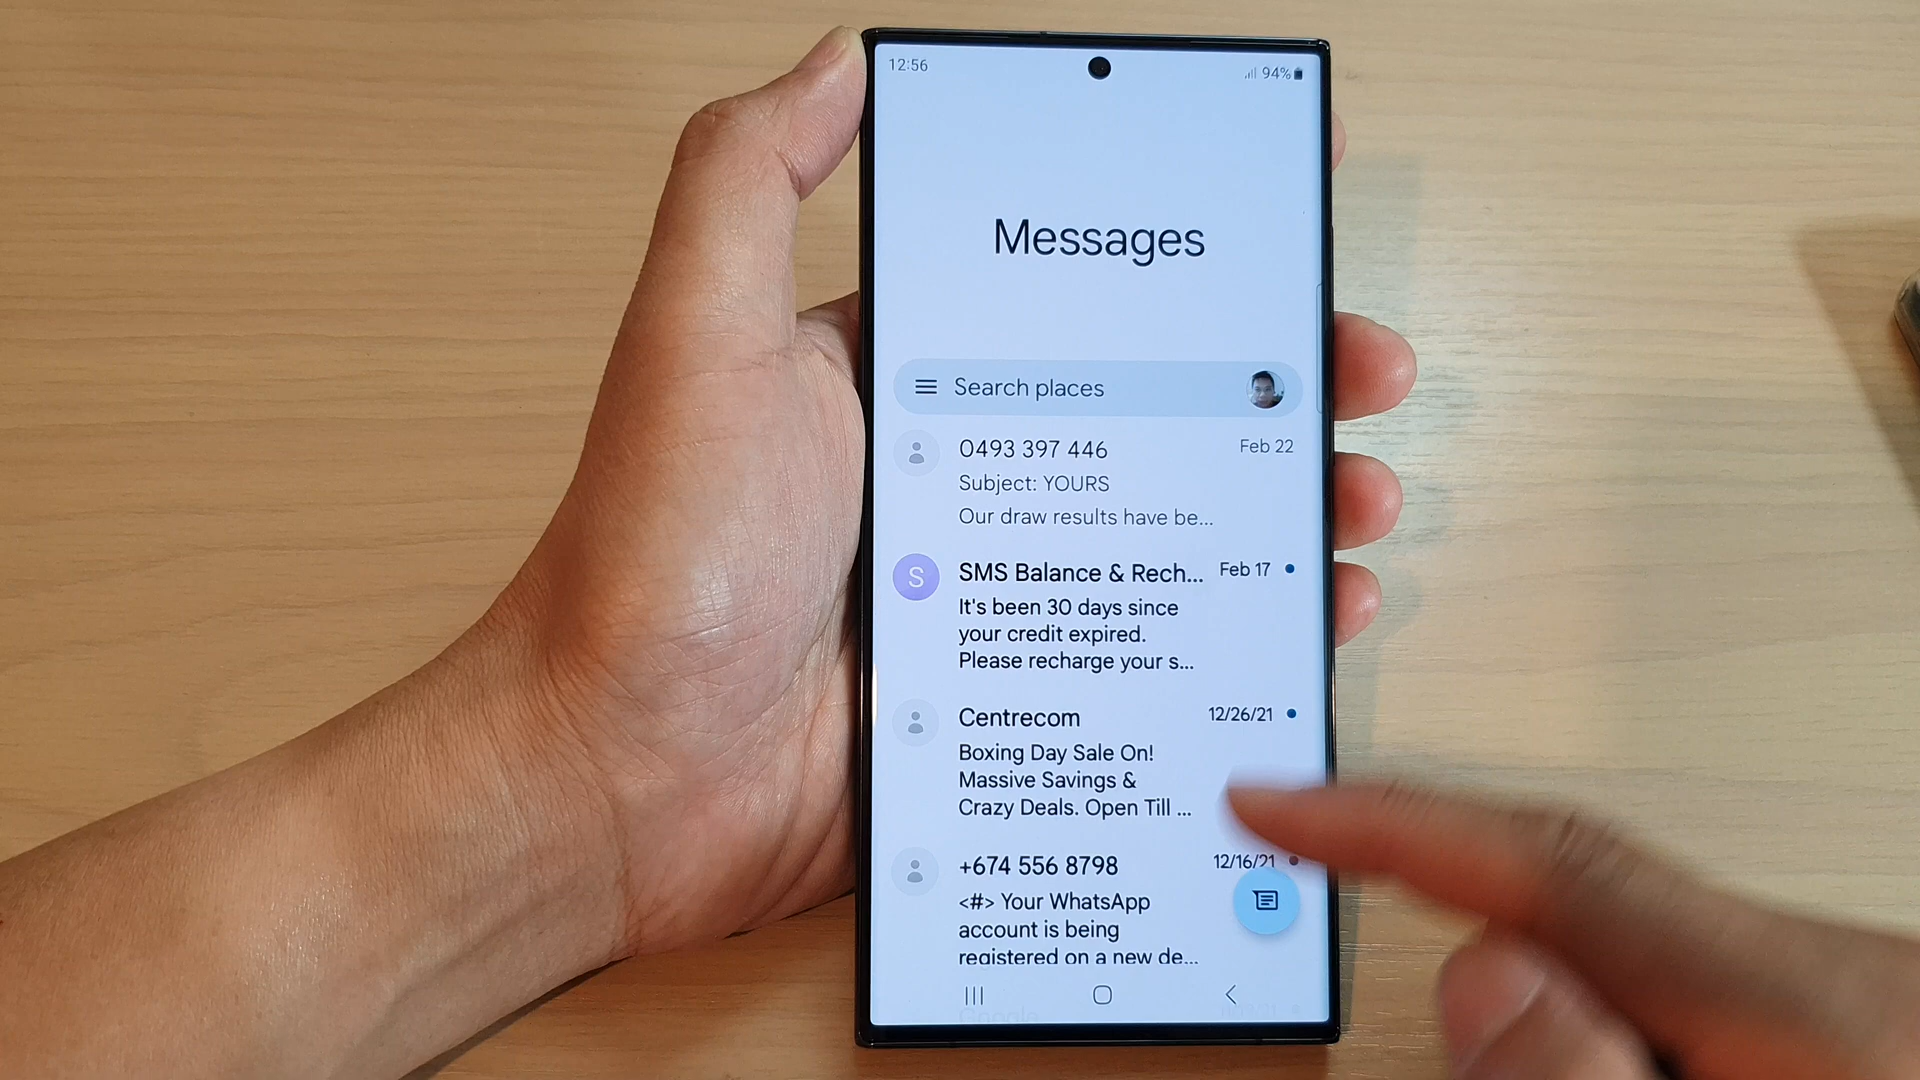 12:56
94%
Messages
Search places
0493 397 446 Feb 22
Subject: YOURS
Our draw results have be...
S
SMS Balance & Rech... Feb 17
It's been 30 days since
your credit expired.
Please recharge your s...
Centrecom 12/26/21
Boxing Day Sale On!
Massive Savings &
Crazy Deals. Open Till ...
+674 556 8798 12/16/21
<#> Your WhatsApp
account is being
registered on a new de...
Google